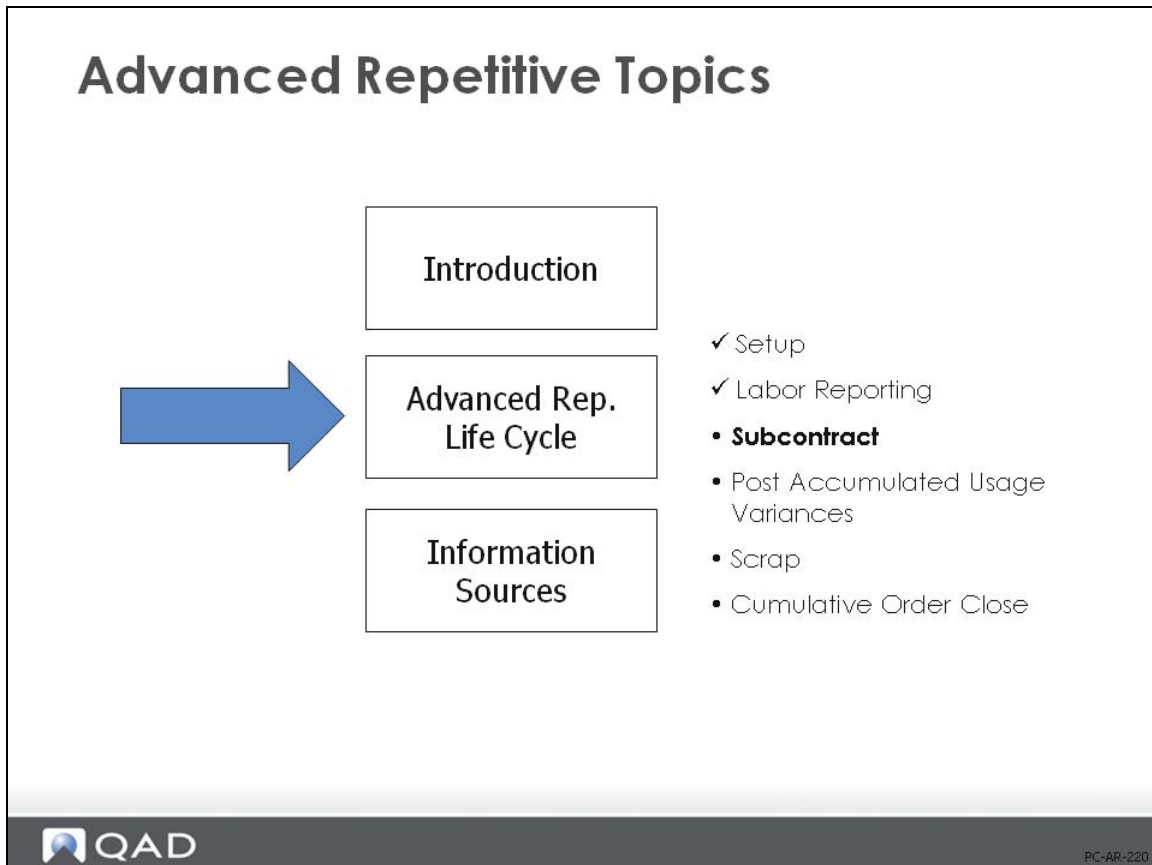 Advanced Repetitive Topics
Introduction
Advanced Rep.
Life Cycle
Information
Sources
✓ Setup
✓ Labor Reporting
• Subcontract
• Post Accumulated Usage
Variances
• Scrap
• Cumulative Order Close
QAD
PC-AR-220